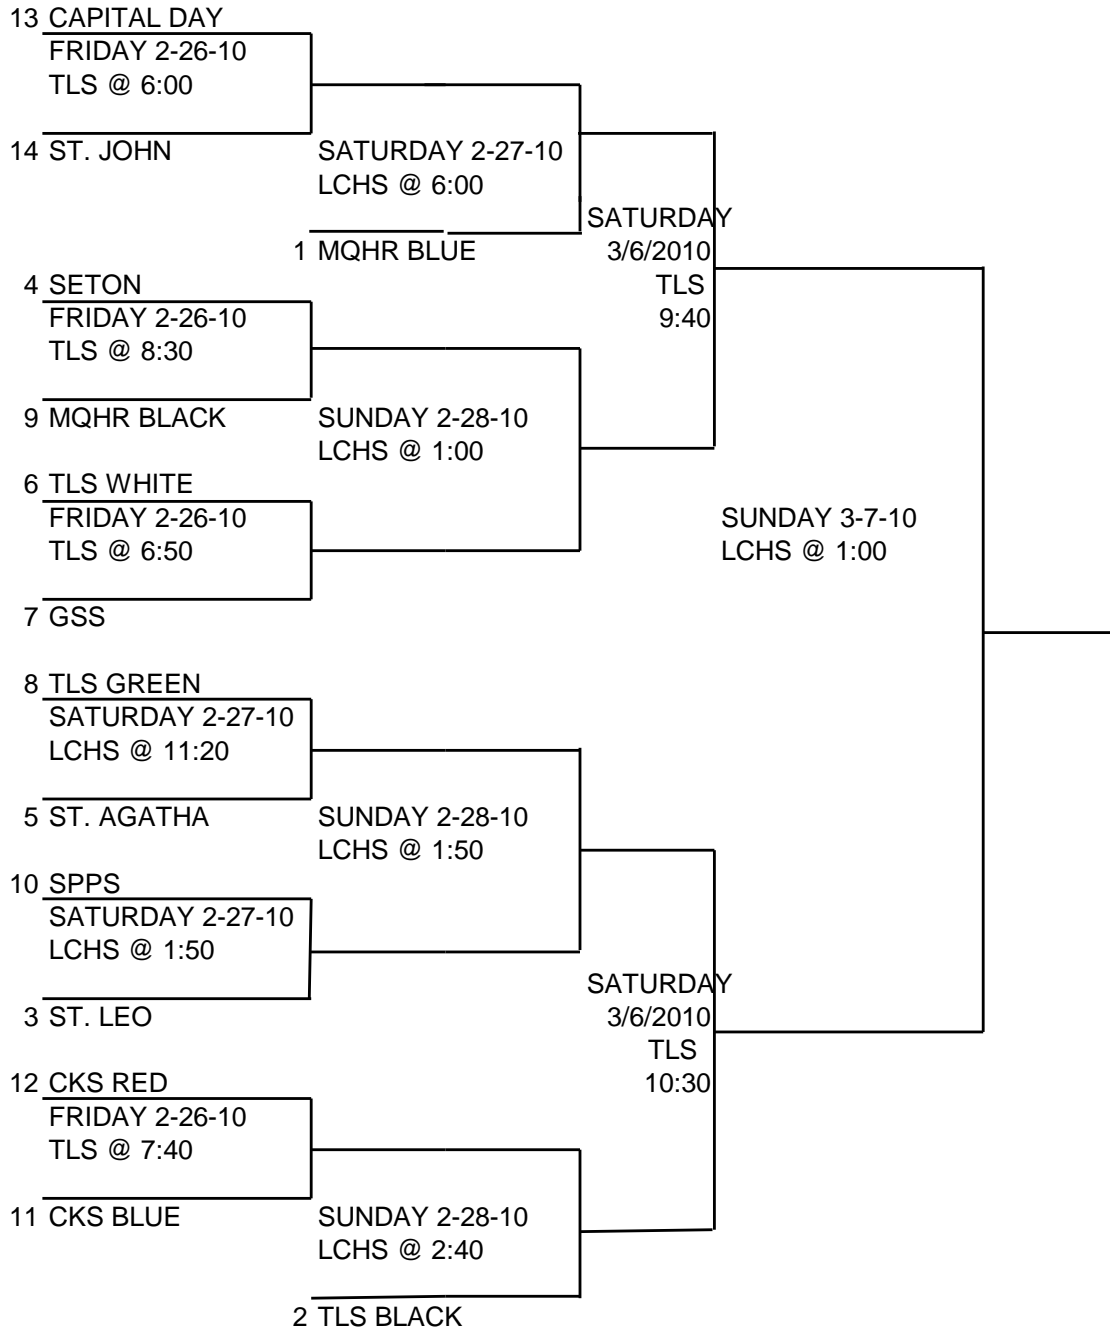 13 CAPITAL DAY
FRIDAY 2-26-10
TLS @ 6:00
14 ST. JOHN
SATURDAY 2-27-10
LCHS @ 6:00
1 MQHR BLUE
SATURDAY
3/6/2010
TLS
9:40
4 SETON
FRIDAY 2-26-10
TLS @ 8:30
9 MQHR BLACK
SUNDAY 2-28-10
LCHS @ 1:00
6 TLS WHITE
FRIDAY 2-26-10
TLS @ 6:50
7 GSS
SUNDAY 3-7-10
LCHS @ 1:00
8 TLS GREEN
SATURDAY 2-27-10
LCHS @ 11:20
5 ST. AGATHA
SUNDAY 2-28-10
LCHS @ 1:50
10 SPPS
SATURDAY 2-27-10
LCHS @ 1:50
3 ST. LEO
SATURDAY
3/6/2010
TLS
10:30
12 CKS RED
FRIDAY 2-26-10
TLS @ 7:40
11 CKS BLUE
SUNDAY 2-28-10
LCHS @ 2:40
2 TLS BLACK